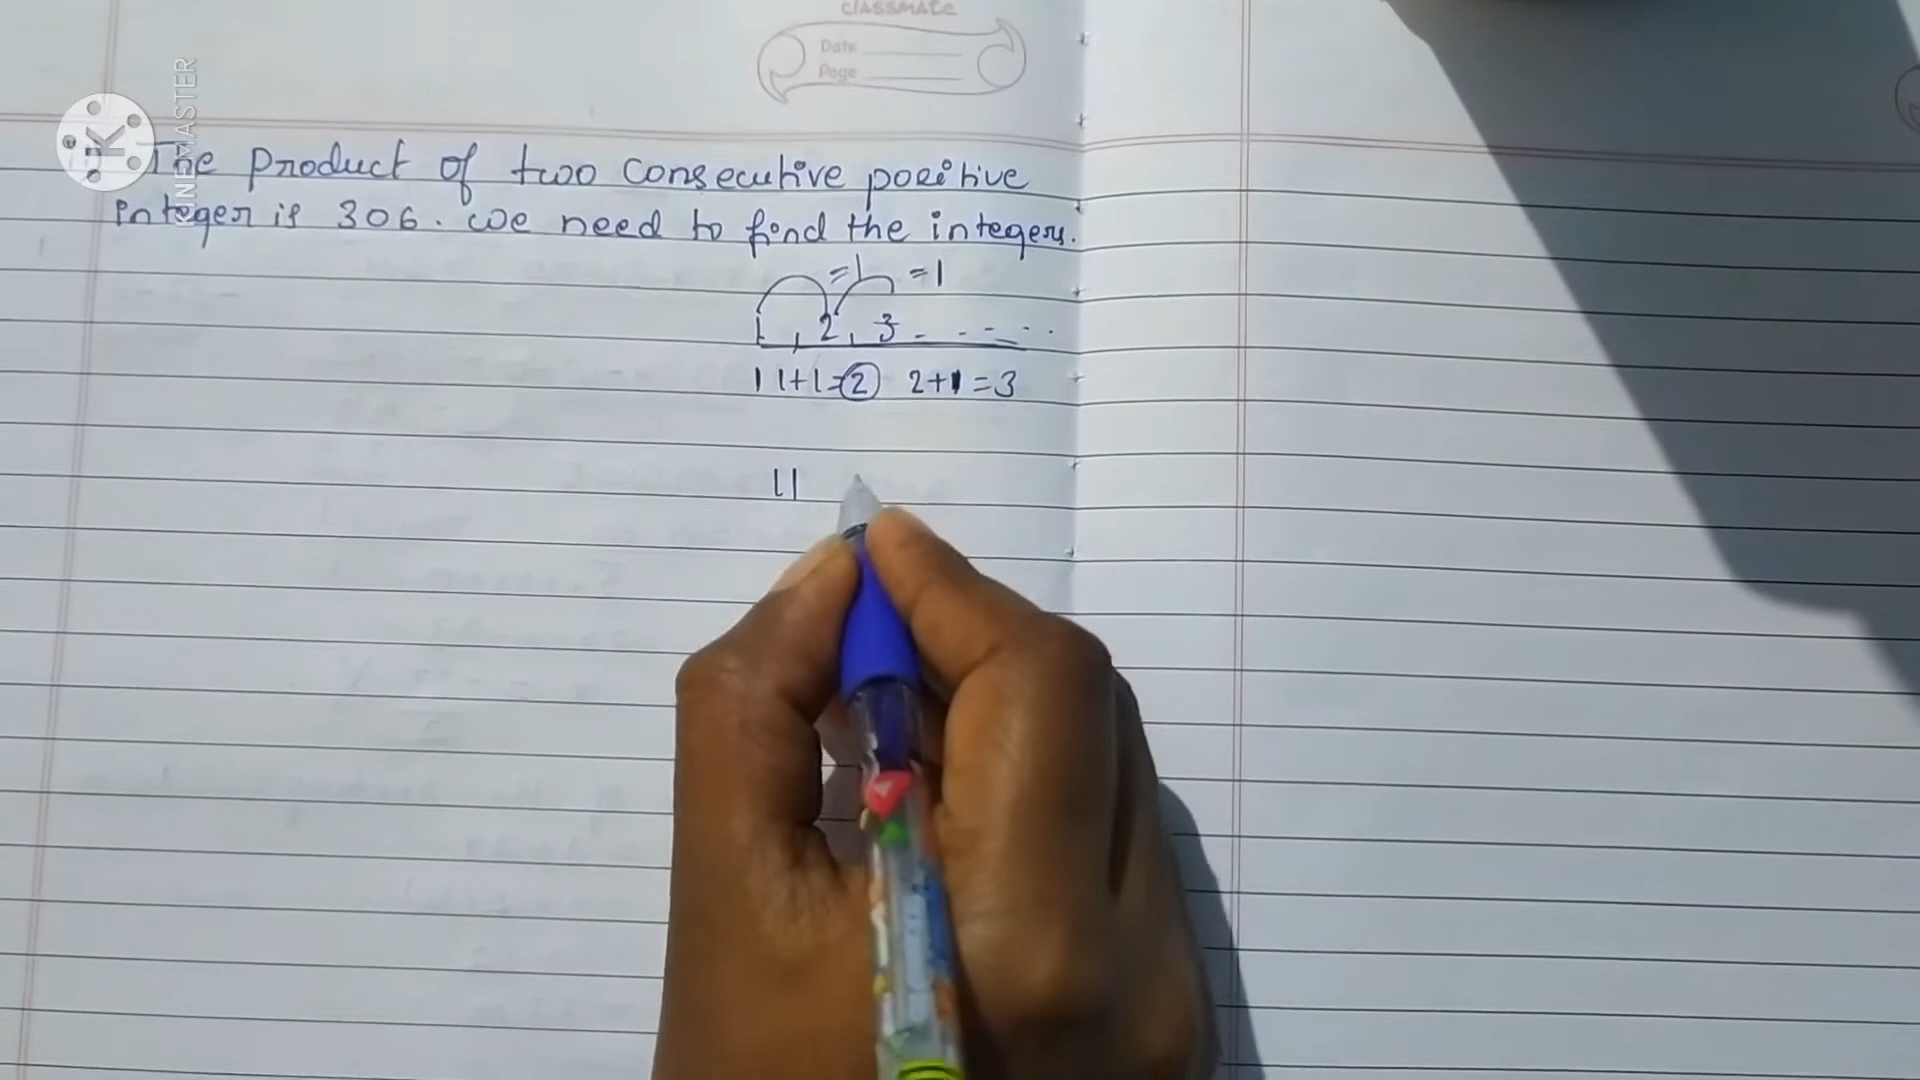 classmate
Date
Page
KINEMASTER
The product of two consecutive positive
integer is 306. we need to find the integers.
=1 =1
1, 2, 3 - - - - . .
1 1+1=2 2+1=3
11